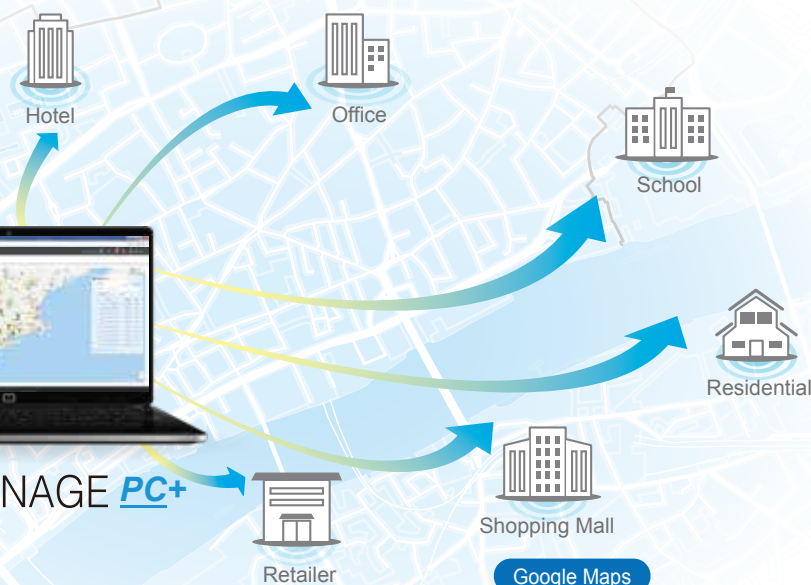 Hotel
Office
School
Residential
NAGE PC+
Shopping Mall
Retailer
Google Maps